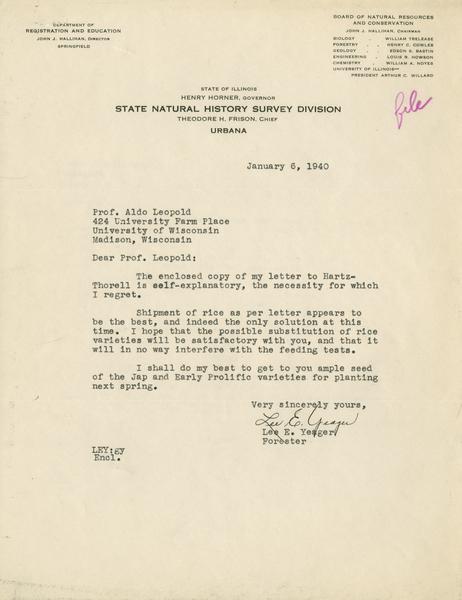 DEPARTMENT OF
REGISTRATION AND EDUCATION
JOHN J. HALLIHAN, DIRECTOR
SPRINGFIELD
BOARD OF NATURAL RESOURCES
AND CONSERVATION
JOHN J. HALLIHAN, CHAIRMAN
BIOLOGY - WILLIAM TRELEASE
FORESTRY - HENRY C. COWLES
GEOLOGY - EDSON S. BASTIN
ENGINEERING - LOUIS R. HOWSON
CHEMISTRY - WILLIAM A. NOYES
UNIVERSITY OF ILLINOIS—
PRESIDENT ARTHUR C. WILLARD
STATE OF ILLINOIS
HENRY HORNER, GOVERNOR
STATE NATURAL HISTORY SURVEY DIVISION
THEODORE H. FRISON, CHIEF
URBANA
file
January 6, 1940
Prof. Aldo Leopold
424 University Farm Place
University of Wisconsin
Madison, Wisconsin
Dear Prof. Leopold:
The enclosed copy of my letter to Hartz-
Thorell is self-explanatory, the necessity for which
I regret.
Shipment of rice as per letter appears to
be the best, and indeed the only solution at this
time. I hope that the possible substitution of rice
varieties will be satisfactory with you, and that it
will in no way interfere with the feeding tests.
I shall do my best to get to you ample seed
of the Jap and Early Prolific varieties for planting
next spring.
Very sincerely yours,
Lee E. Yeager
Lee E. Yeager
Forester
LEY:gy
Encl.